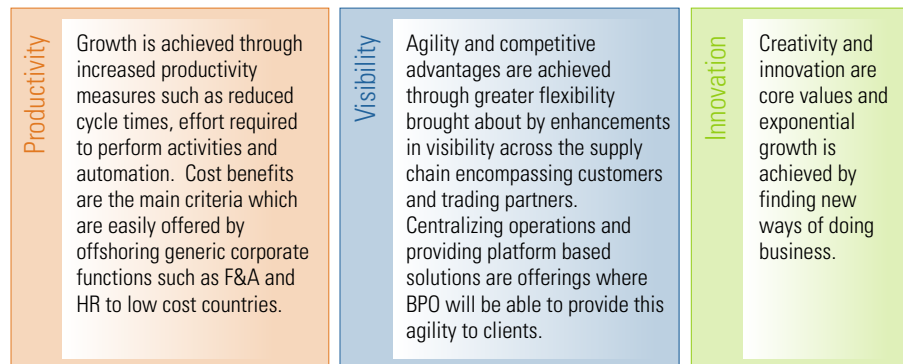 Productivity
Growth is achieved through
increased productivity
measures such as reduced
cycle times, effort required
to perform activities and
automation.  Cost benefits
are the main criteria which
are easily offered by
offshoring generic corporate
functions such as F&A and
HR to low cost countries.
Visibility
Agility and competitive
advantages are achieved
through greater flexibility
brought about by enhancements
in visibility across the supply
chain encompassing customers
and trading partners.
Centralizing operations and
providing platform based
solutions are offerings where
BPO will be able to provide this
agility to clients.
Innovation
Creativity and
innovation are
core values and
exponential
growth is
achieved by
finding new
ways of doing
business.